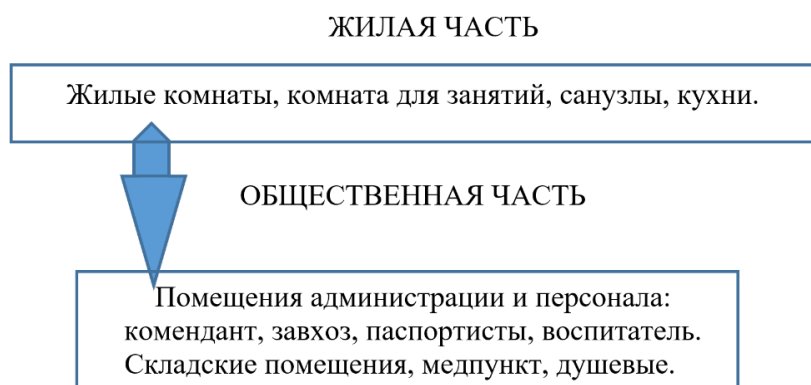 ЖИЛАЯ ЧАСТЬ
Жилые комнаты, комната для занятий, санузлы, кухни.
ОБЩЕСТВЕННАЯ ЧАСТЬ
Помещения администрации и персонала:
комендант, завхоз, паспортисты, воспитатель.
Складские помещения, медпункт, душевые.